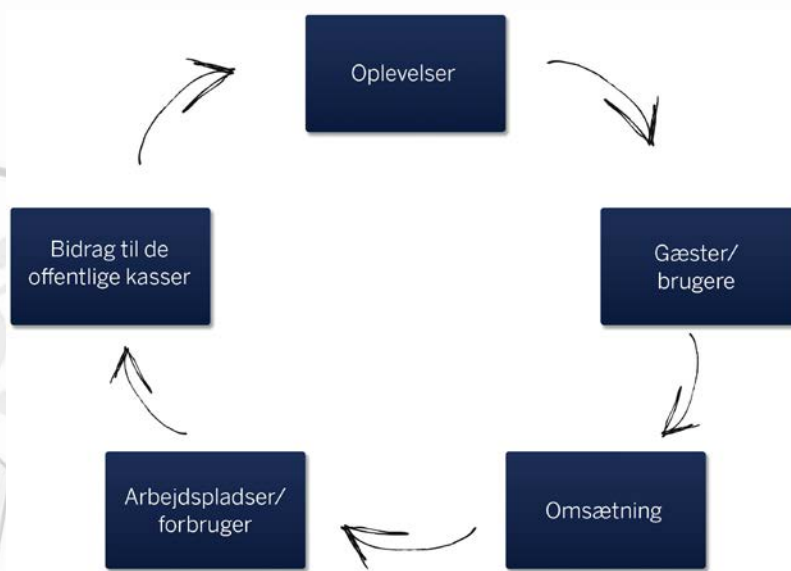 Oplevelser
Gæster/
brugere
Omsætning
Arbejdspladser/
forbruger
Bidrag til de
offentlige kasser